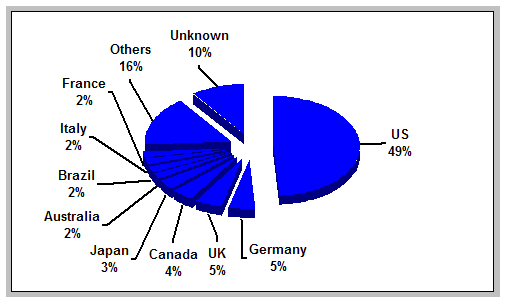 Unknown
10%
Others
16%
France
2%
Italy
2%
Brazil
2%
Australia
2%
Japan
3%
Canada
4%
UK
5%
Germany
5%
US
49%